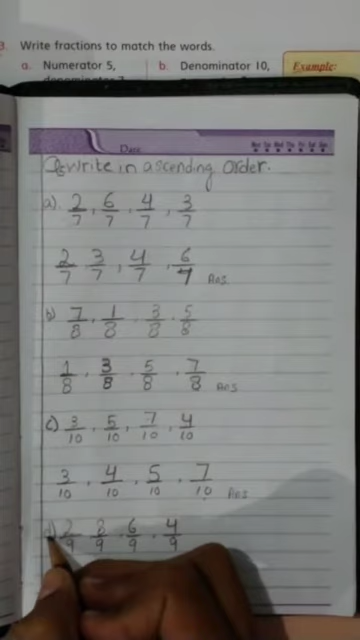 3. Write fractions to match the words.
a. Numerator 5,
b. Denominator 10,
Example:
Date:
Q: Write in ascending Order.
a) 2/7, 6/7, 4/7, 3/7
2/7, 3/7, 4/7, 6/7 Ans
b) 7/8, 1/8, 3/8, 5/8
1/8, 3/8, 5/8, 7/8 Ans
c) 3/10, 5/10, 7/10, 4/10
3/10, 4/10, 5/10, 7/10 Ans
d) 2/9, 8/9, 6/9, 4/9